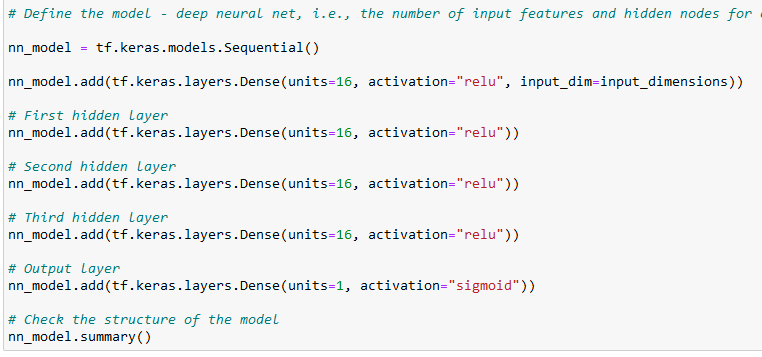 # Define the model - deep neural net, i.e., the number of input features and hidden nodes for
nn_model = tf.keras.models.Sequential()
nn_model.add(tf.keras.layers.Dense(units=16, activation="relu", input_dim=input_dimensions))
# First hidden layer
nn_model.add(tf.keras.layers.Dense(units=16, activation="relu"))
# Second hidden layer
nn_model.add(tf.keras.layers.Dense(units=16, activation="relu"))
# Third hidden layer
nn_model.add(tf.keras.layers.Dense(units=16, activation="relu"))
# Output layer
nn_model.add(tf.keras.layers.Dense(units=1, activation="sigmoid"))
# Check the structure of the model
nn_model.summary()